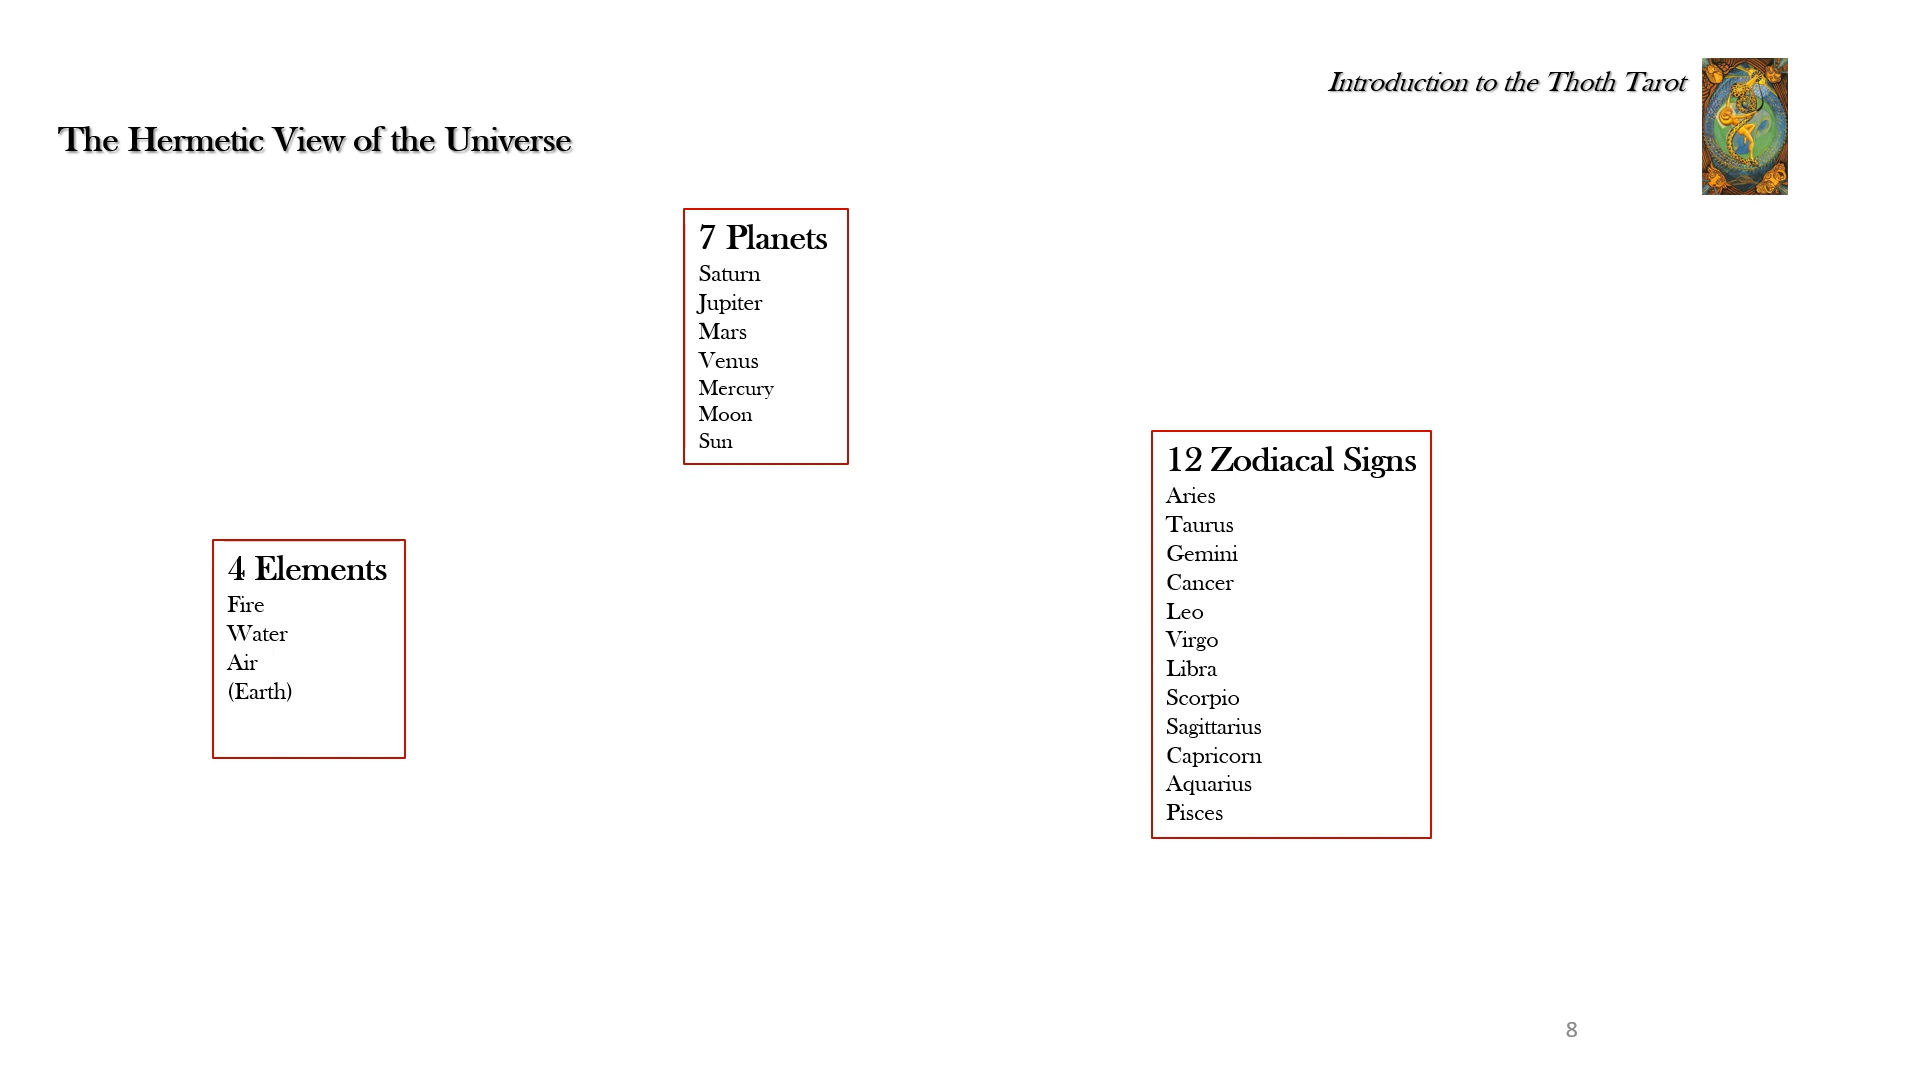 Introduction to the Thoth Tarot
The Hermetic View of the Universe
7 Planets
Saturn
Jupiter
Mars
Venus
Mercury
Moon
Sun
12 Zodiacal Signs
Aries
Taurus
Gemini
Cancer
Leo
Virgo
Libra
Scorpio
Sagittarius
Capricorn
Aquarius
Pisces
4 Elements
Fire
Water
Air
(Earth)
8